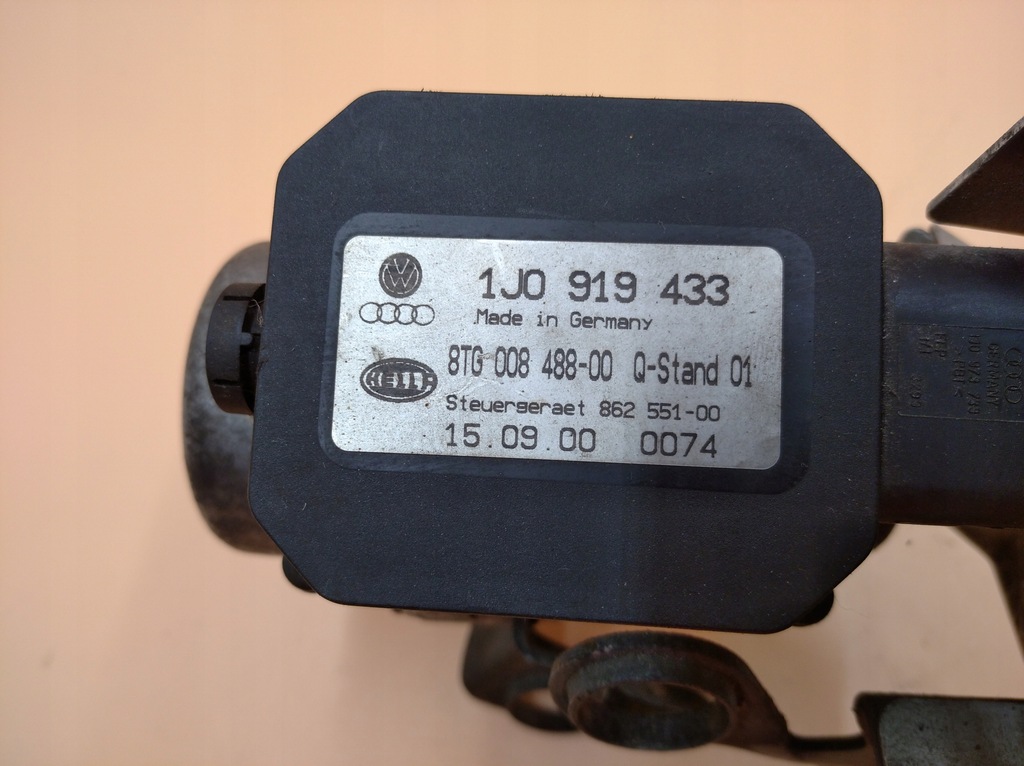 1J0 919 433
Made in Germany
HELLA
8TG 008 488-00 Q-Stand 01
Steuergeraet 862 551-00
15.09.00 0074